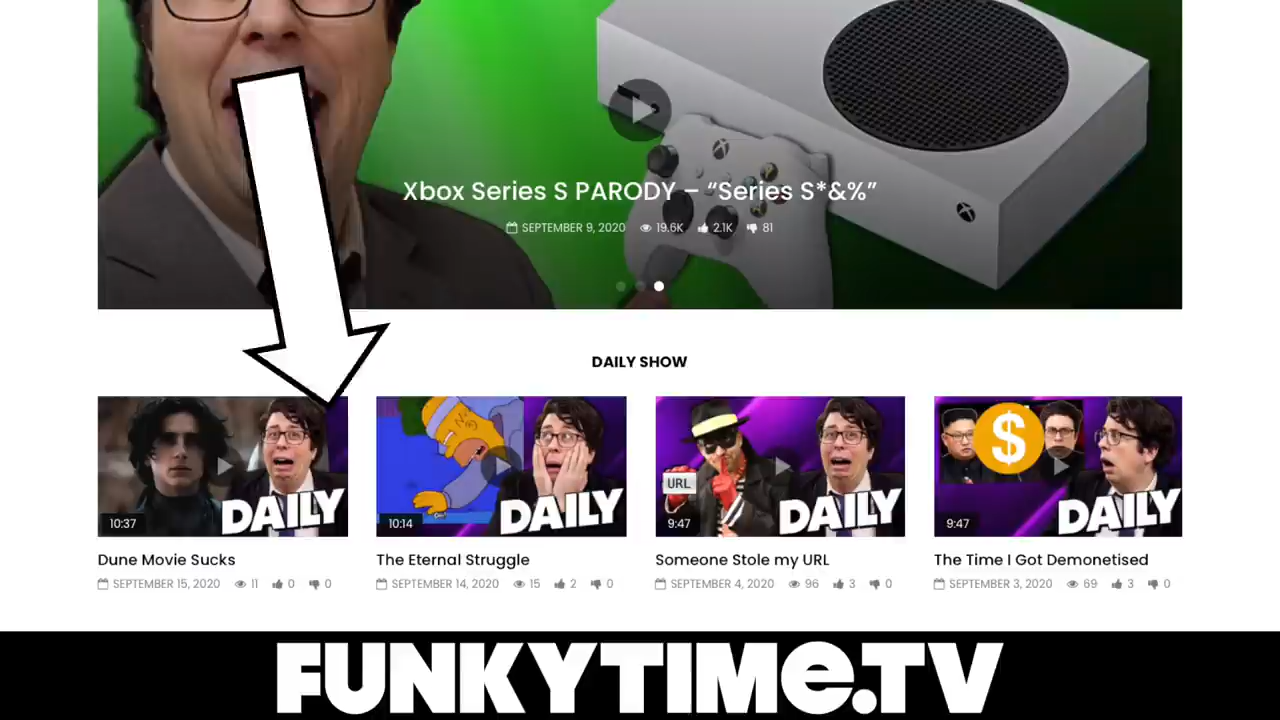 Xbox Series S PARODY – “Series S*&%”
SEPTEMBER 9, 2020 19.6K 2.1K 81
DAILY SHOW
DAILY
10:37
DAILY
10:14
URL
DAILY
9:47
$
DAILY
9:47
Dune Movie Sucks
SEPTEMBER 15, 2020 11 0 0
The Eternal Struggle
SEPTEMBER 14, 2020 15 2 0
Someone Stole my URL
SEPTEMBER 4, 2020 96 3 0
The Time I Got Demonetised
SEPTEMBER 3, 2020 69 3 0
FUNKYTIMe.TV